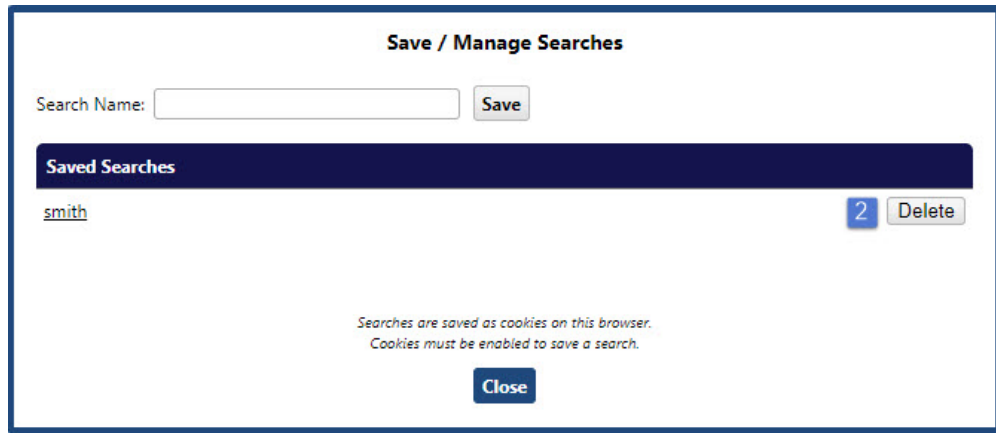 Save / Manage Searches
Search Name: Save
Saved Searches
smith 2 Delete
Searches are saved as cookies on this browser.
Cookies must be enabled to save a search.
Close